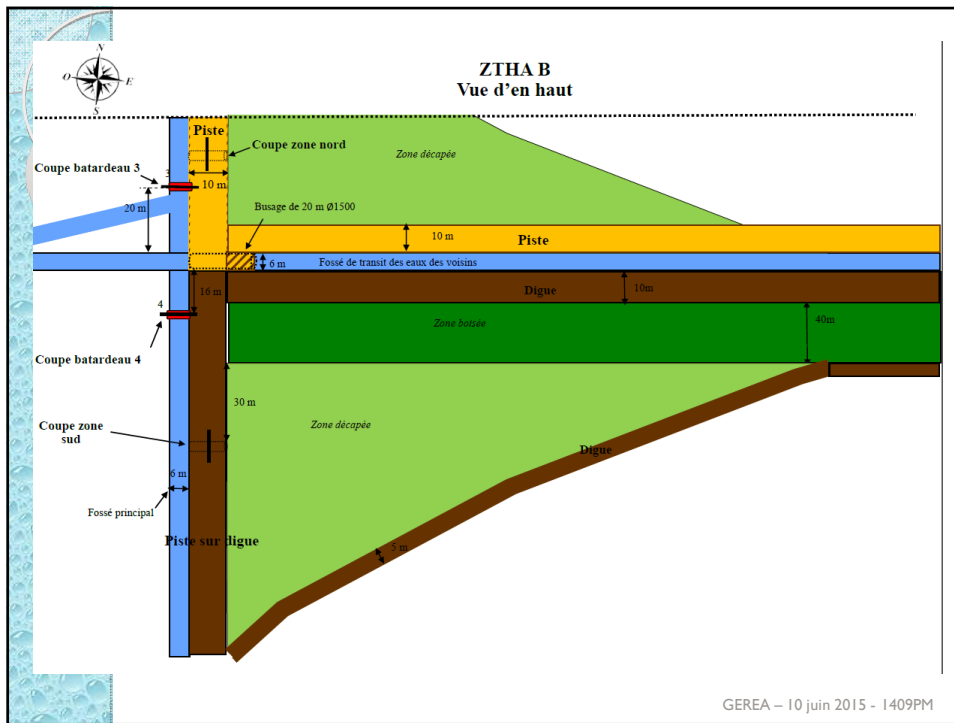 ZTHA B
Vue d'en haut
N
O
E
S
Piste
Coupe zone nord
Zone décapée
Coupe batardeau 3
3
10 m
20 m
Busage de 20 m Ø1500
10 m
Piste
6 m
Fossé de transit des eaux des voisins
16 m
Digue
10m
4
Zone boisée
40m
Coupe batardeau 4
30 m
Coupe zone
sud
Zone décapée
Digue
6 m
Fossé principal
Piste sur digue
5 m
GEREA – 10 juin 2015 - 1409PM